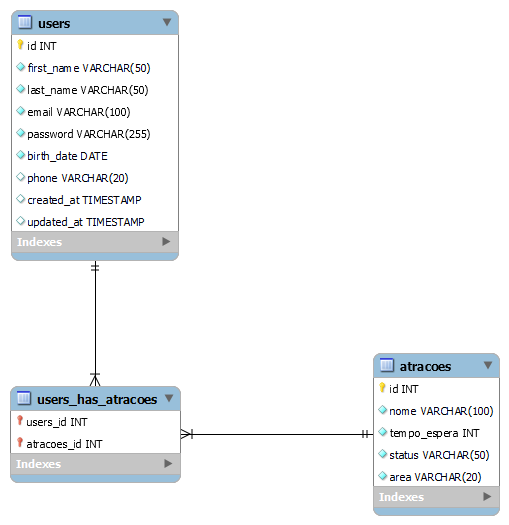 users
id INT
first_name VARCHAR(50)
last_name VARCHAR(50)
email VARCHAR(100)
password VARCHAR(255)
birth_date DATE
phone VARCHAR(20)
created_at TIMESTAMP
updated_at TIMESTAMP
Indexes
users_has_atracoes
users_id INT
atracoes_id INT
Indexes
atracoes
id INT
nome VARCHAR(100)
tempo_espera INT
status VARCHAR(50)
area VARCHAR(20)
Indexes